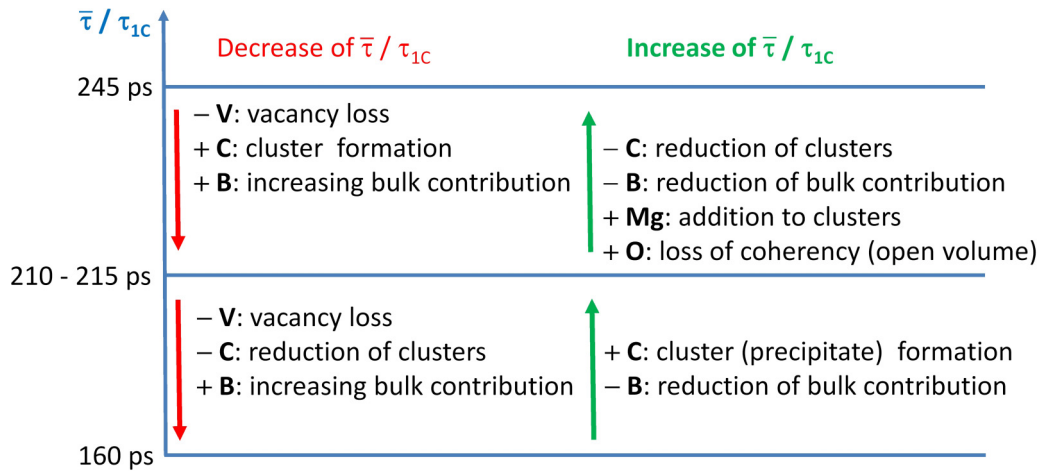 τ̄ / τ1C
Decrease of τ̄ / τ1C
Increase of τ̄ / τ1C
245 ps
– V: vacancy loss
+ C: cluster formation
+ B: increasing bulk contribution
– C: reduction of clusters
– B: reduction of bulk contribution
+ Mg: addition to clusters
+ O: loss of coherency (open volume)
210 - 215 ps
– V: vacancy loss
– C: reduction of clusters
+ B: increasing bulk contribution
+ C: cluster (precipitate) formation
– B: reduction of bulk contribution
160 ps